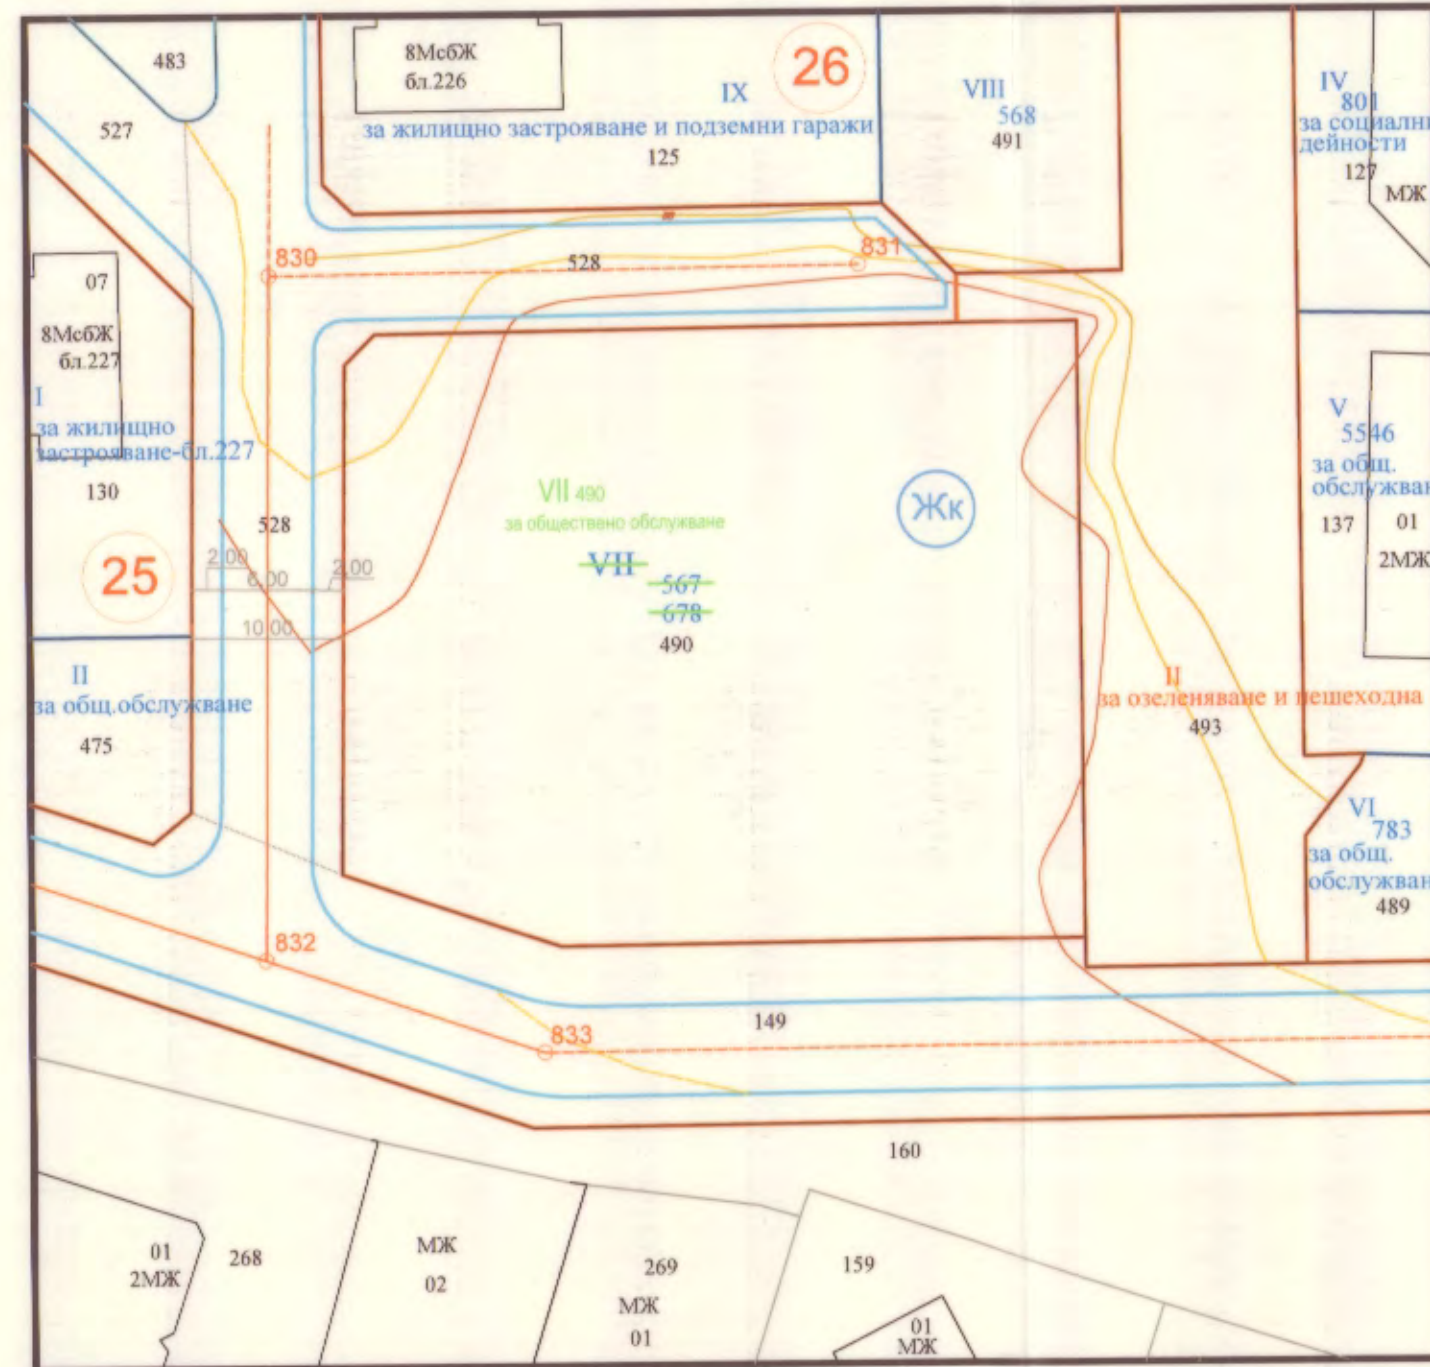 483
8МсбЖ
бл.226
26
IX
VIII
568
491
IV
801
за социалн
дейности
127
МЖ
527
за жилищно застрояване и подземни гаражи
125
830
528
831
07
8МсбЖ
бл.227
I
за жилищно
застрояване-бл.227
130
V
5546
за общ.
обслужван
137
01
2МЖ
VII 490
за обществено обслужване
Жк
528
25
2.00
6.00
2.00
10.00
VII
567
678
490
II
за общ.обслужване
475
II
за озеленяване и пешеходна
493
VI
783
за общ.
обслужван
489
832
833
149
160
01
2МЖ
268
МЖ
02
269
МЖ
01
159
01
МЖ